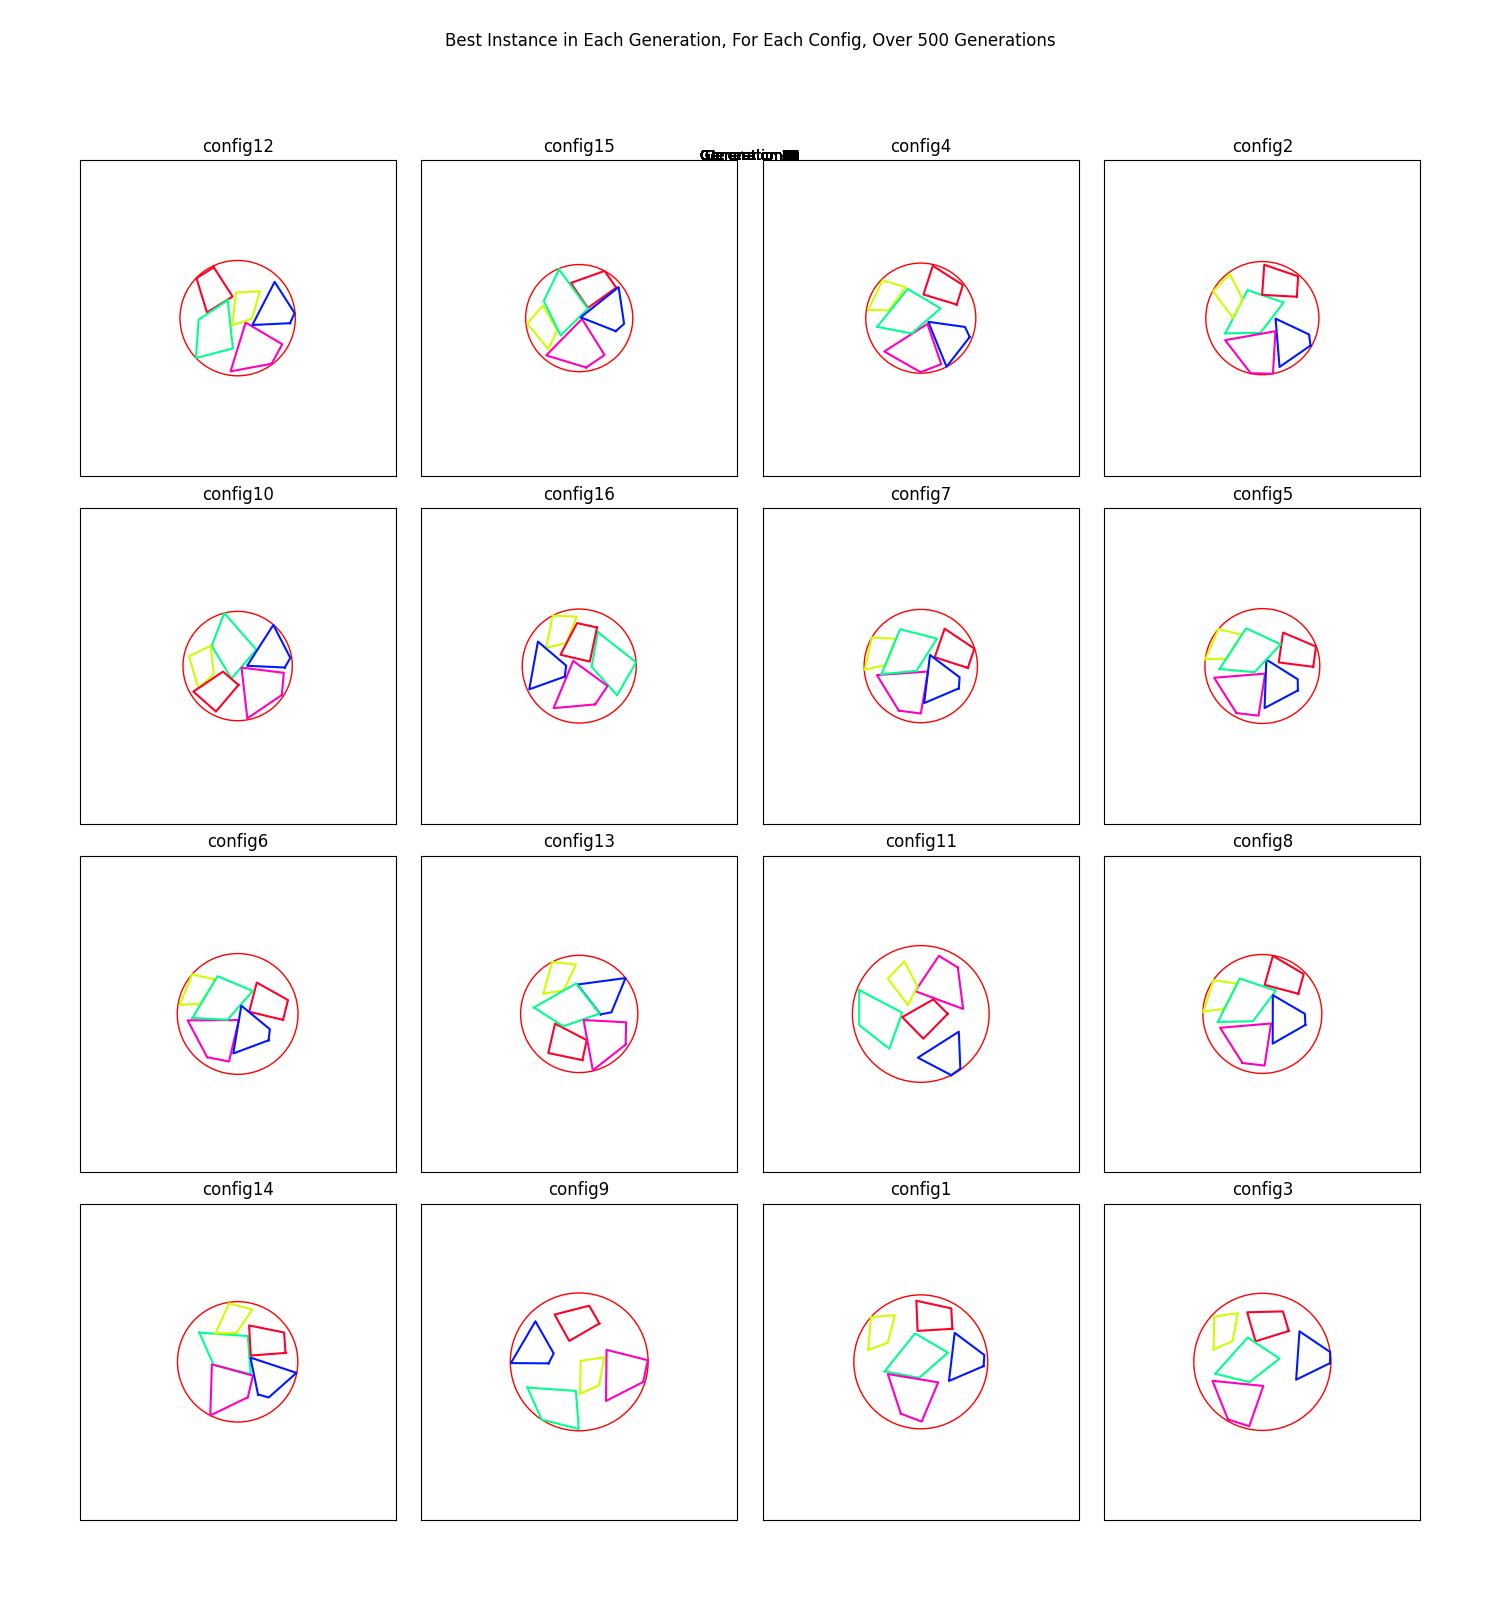 Best Instance in Each Generation, For Each Config, Over 500 Generations
config12
config15
config4
config2
config10
config16
config7
config5
config6
config13
config11
config8
config14
config9
config1
config3